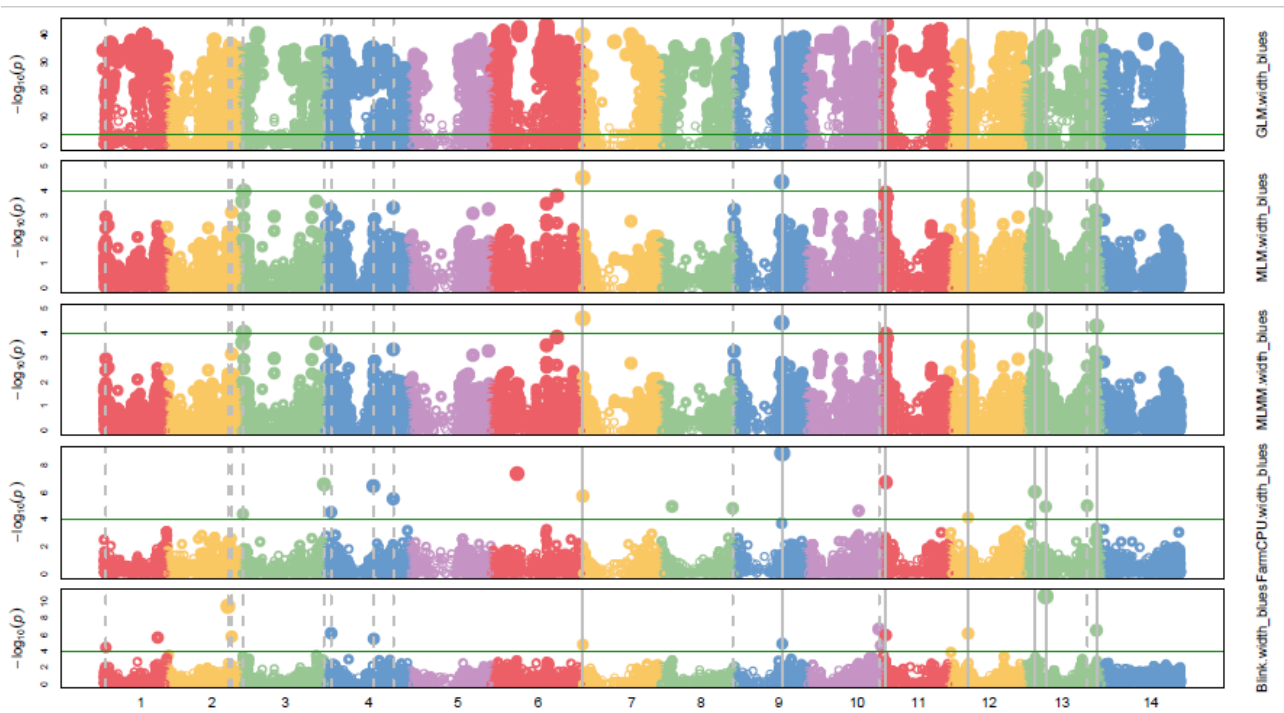 −log10(p)
0 10 20 30 40
GLM.width_blues
−log10(p)
0 1 2 3 4 5
MLM.width_blues
−log10(p)
0 1 2 3 4 5
MLMM.width_blues
−log10(p)
0 2 4 6 8
FarmCPU.width_blues
−log10(p)
0 2 4 6 8 10
Blink.width_blues
1 2 3 4 5 6 7 8 9 10 11 12 13 14